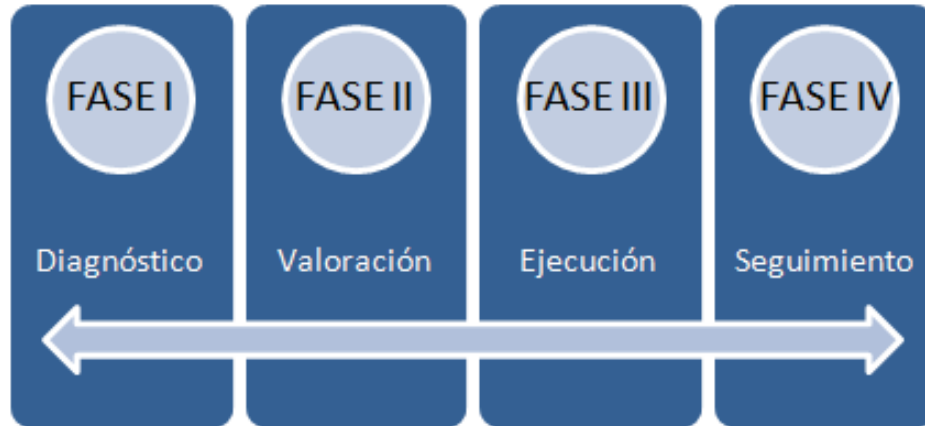 FASE I
FASE II
FASE III
FASE IV
Diagnóstico
Valoración
Ejecución
Seguimiento